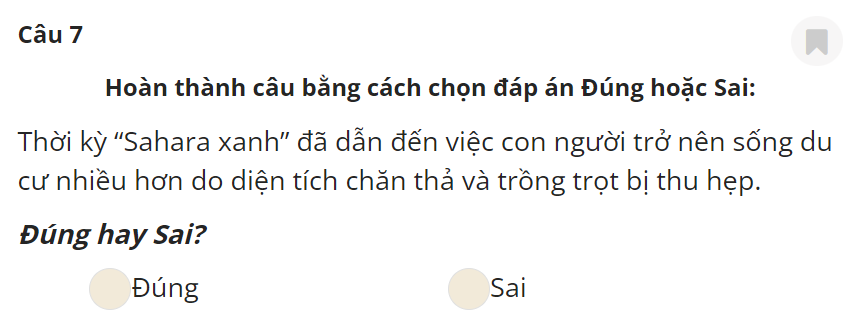 Câu 7
Hoàn thành câu bằng cách chọn đáp án Đúng hoặc Sai:
Thời kỳ “Sahara xanh” đã dẫn đến việc con người trở nên sống du
cư nhiều hơn do diện tích chăn thả và trồng trọt bị thu hẹp.
Đúng hay Sai?
Đúng Sai